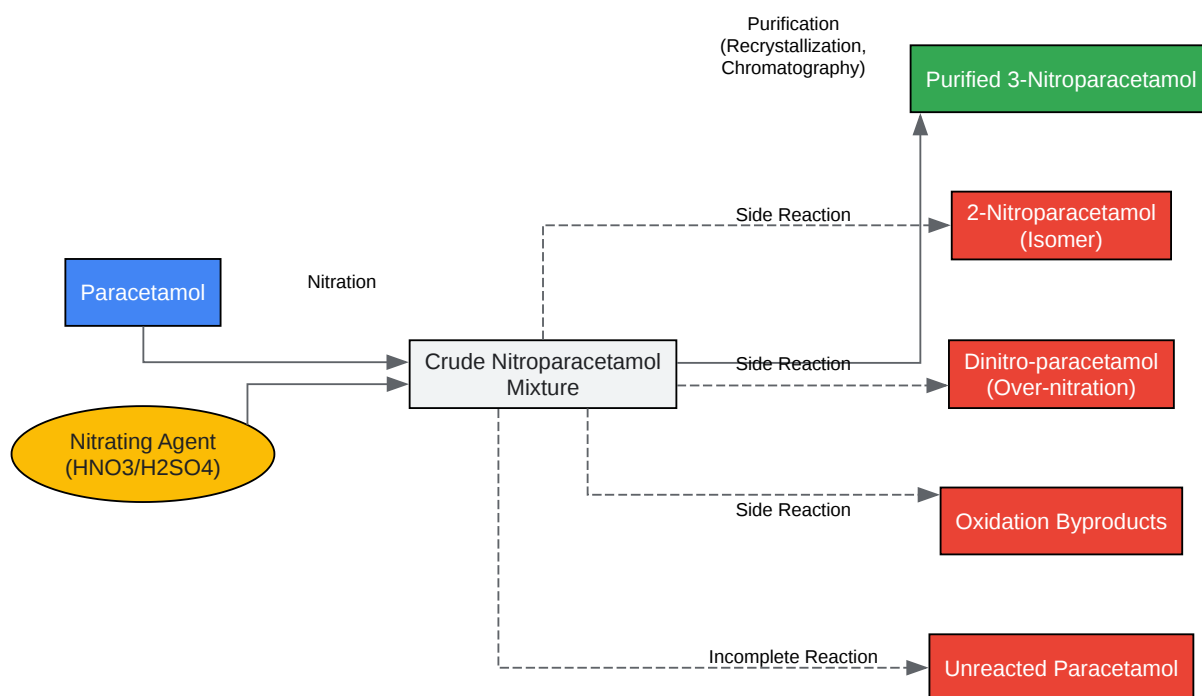 Purification
(Recrystallization,
Chromatography)
Purified 3-Nitroparacetamol
Side Reaction
2-Nitroparacetamol
(Isomer)
Paracetamol
Nitration
Crude Nitroparacetamol
Mixture
Side Reaction
Dinitro-paracetamol
(Over-nitration)
Nitrating Agent
(HNO3/H2SO4)
Side Reaction
Oxidation Byproducts
Incomplete Reaction
Unreacted Paracetamol